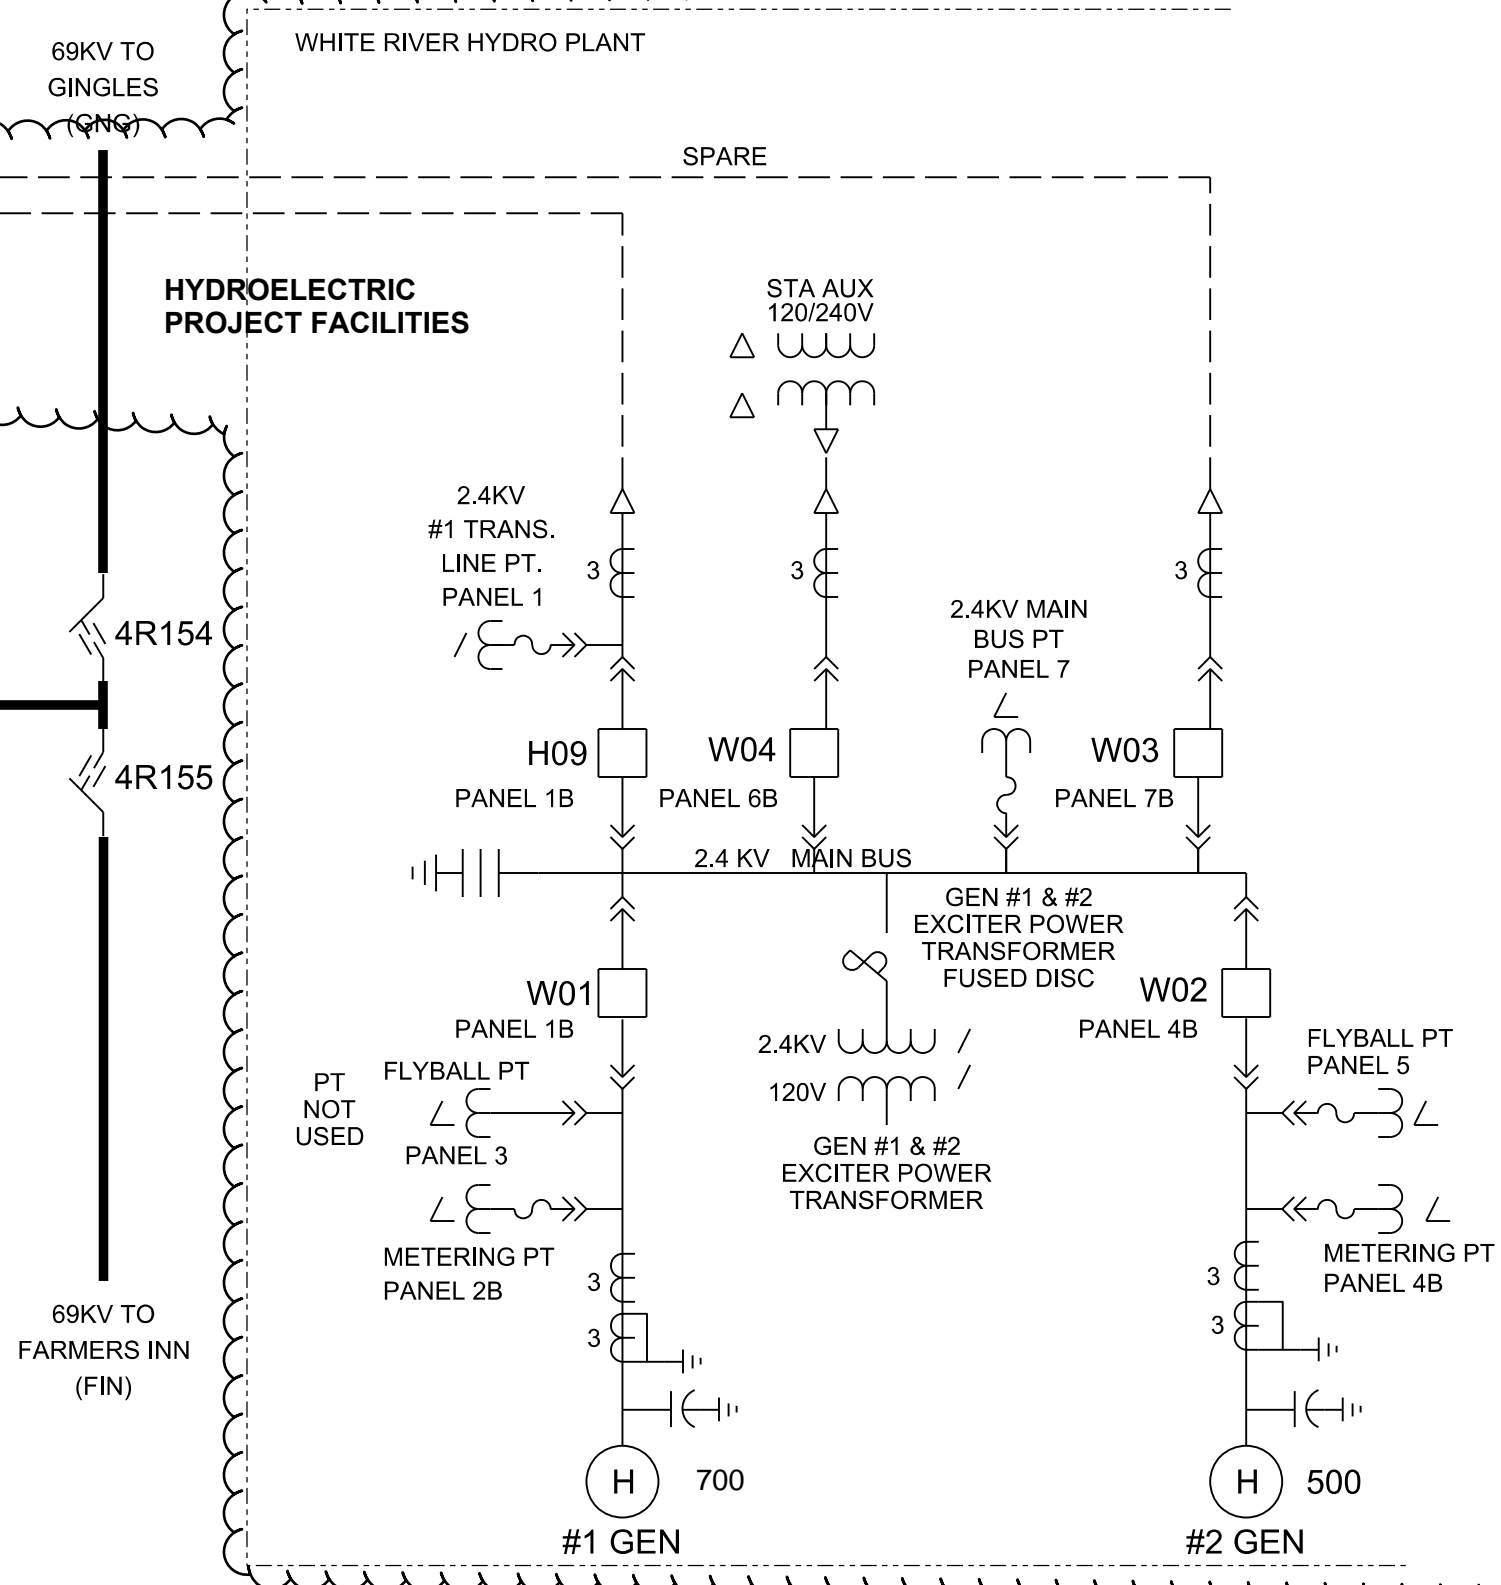 69KV TO
GINGLES
(GNG)
WHITE RIVER HYDRO PLANT
SPARE
HYDROELECTRIC
PROJECT FACILITIES
STA AUX
120/240V
2.4KV
#1 TRANS.
LINE PT.
PANEL 1
3
3
3
2.4KV MAIN
BUS PT
PANEL 7
4R154
4R155
H09
PANEL 1B
W04
PANEL 6B
W03
PANEL 7B
2.4 KV MAIN BUS
GEN #1 & #2
EXCITER POWER
TRANSFORMER
FUSED DISC
W01
PANEL 1B
W02
PANEL 4B
2.4KV
120V
GEN #1 & #2
EXCITER POWER
TRANSFORMER
PT
NOT
USED
FLYBALL PT
PANEL 3
METERING PT
PANEL 2B
FLYBALL PT
PANEL 5
METERING PT
PANEL 4B
3
3
3
3
69KV TO
FARMERS INN
(FIN)
H
700
#1 GEN
H
500
#2 GEN